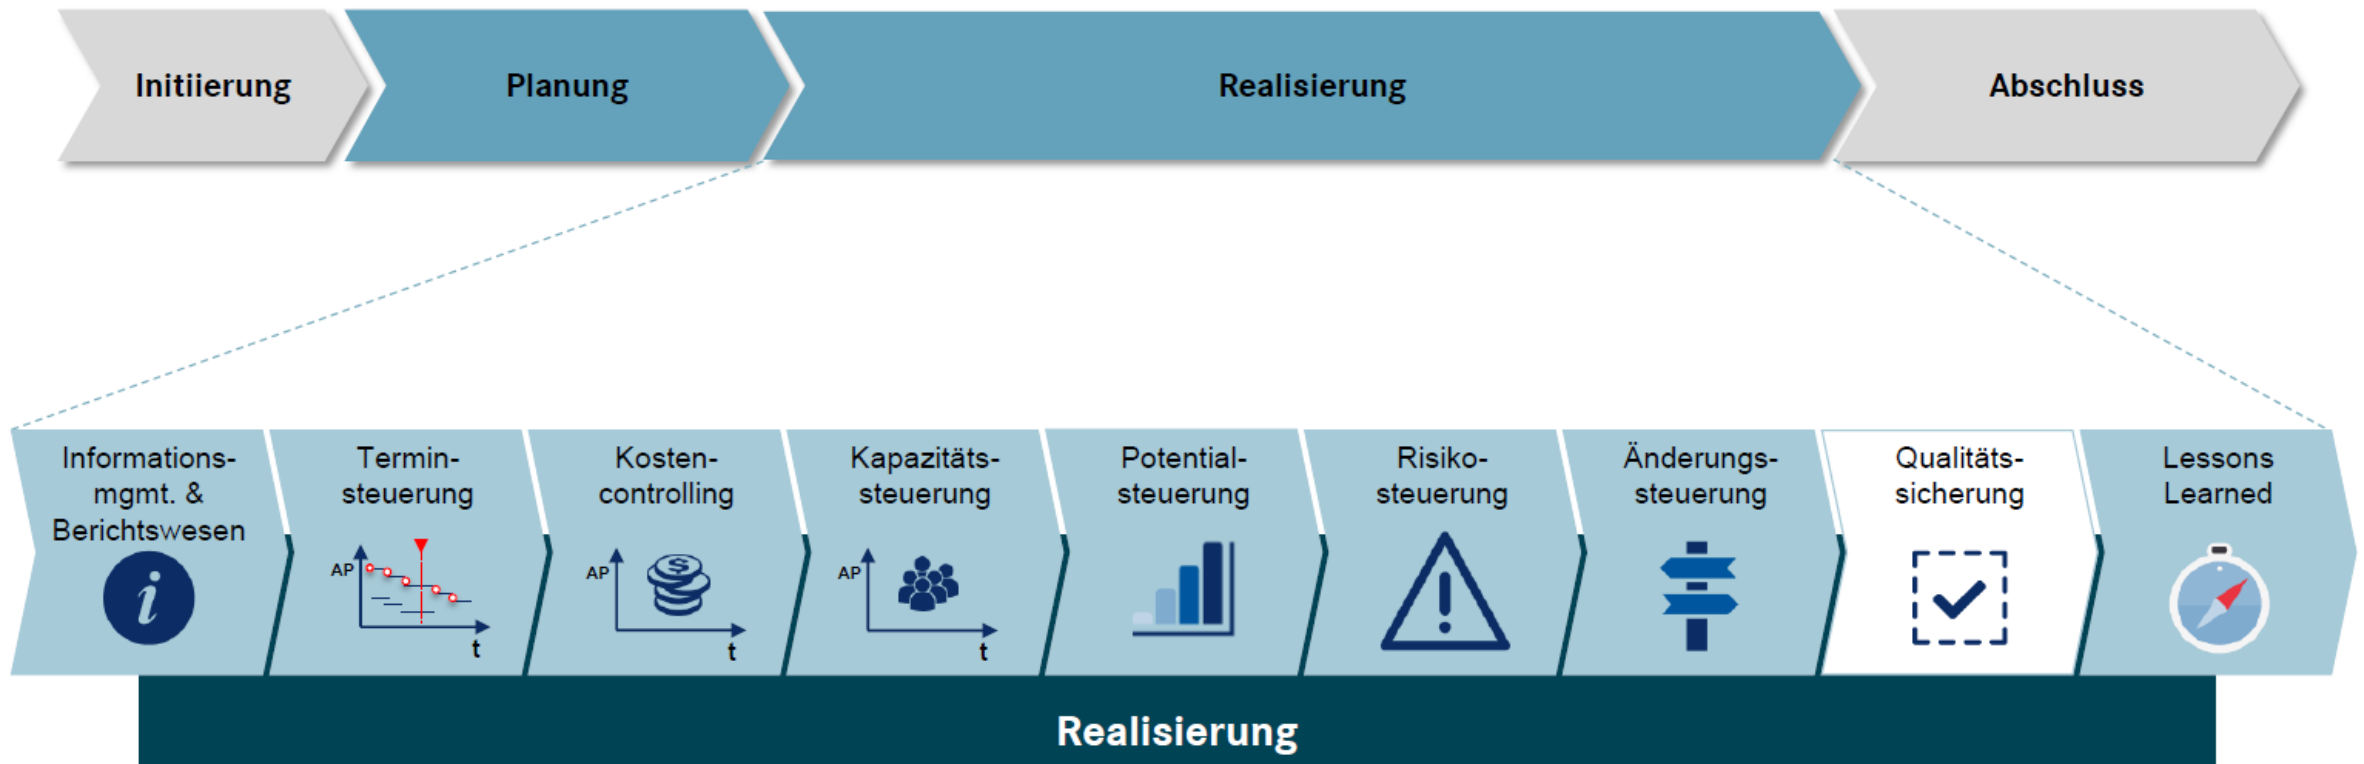 Initiierung
Planung
Realisierung
Abschluss
Informations-
mgmt. &
Berichtswesen
Termin-
steuerung
AP
t
Kosten-
controlling
AP
$
t
Kapazitäts-
steuerung
AP
t
Potential-
steuerung
Risiko-
steuerung
Änderungs-
steuerung
Qualitäts-
sicherung
Lessons
Learned
Realisierung